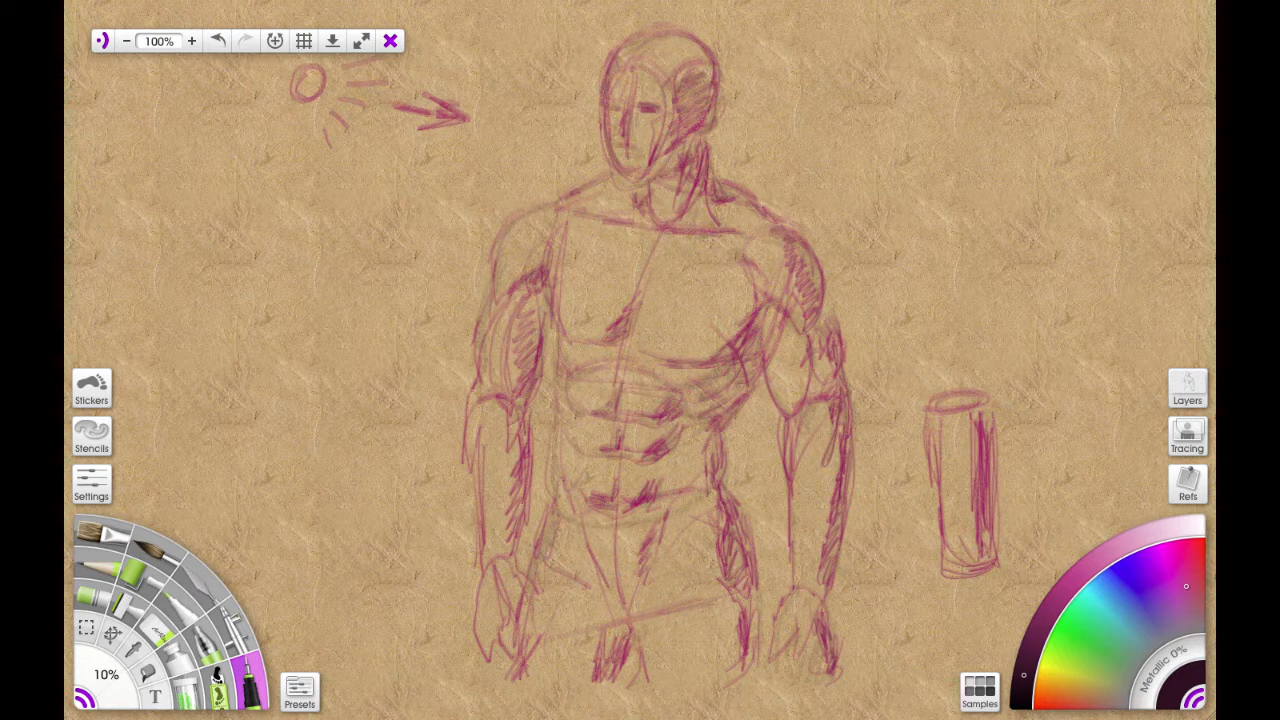 100%
Stickers
Layers
Stencils
Tracing
Settings
Refs
10%
T
Metallic 0%
Presets
Samples